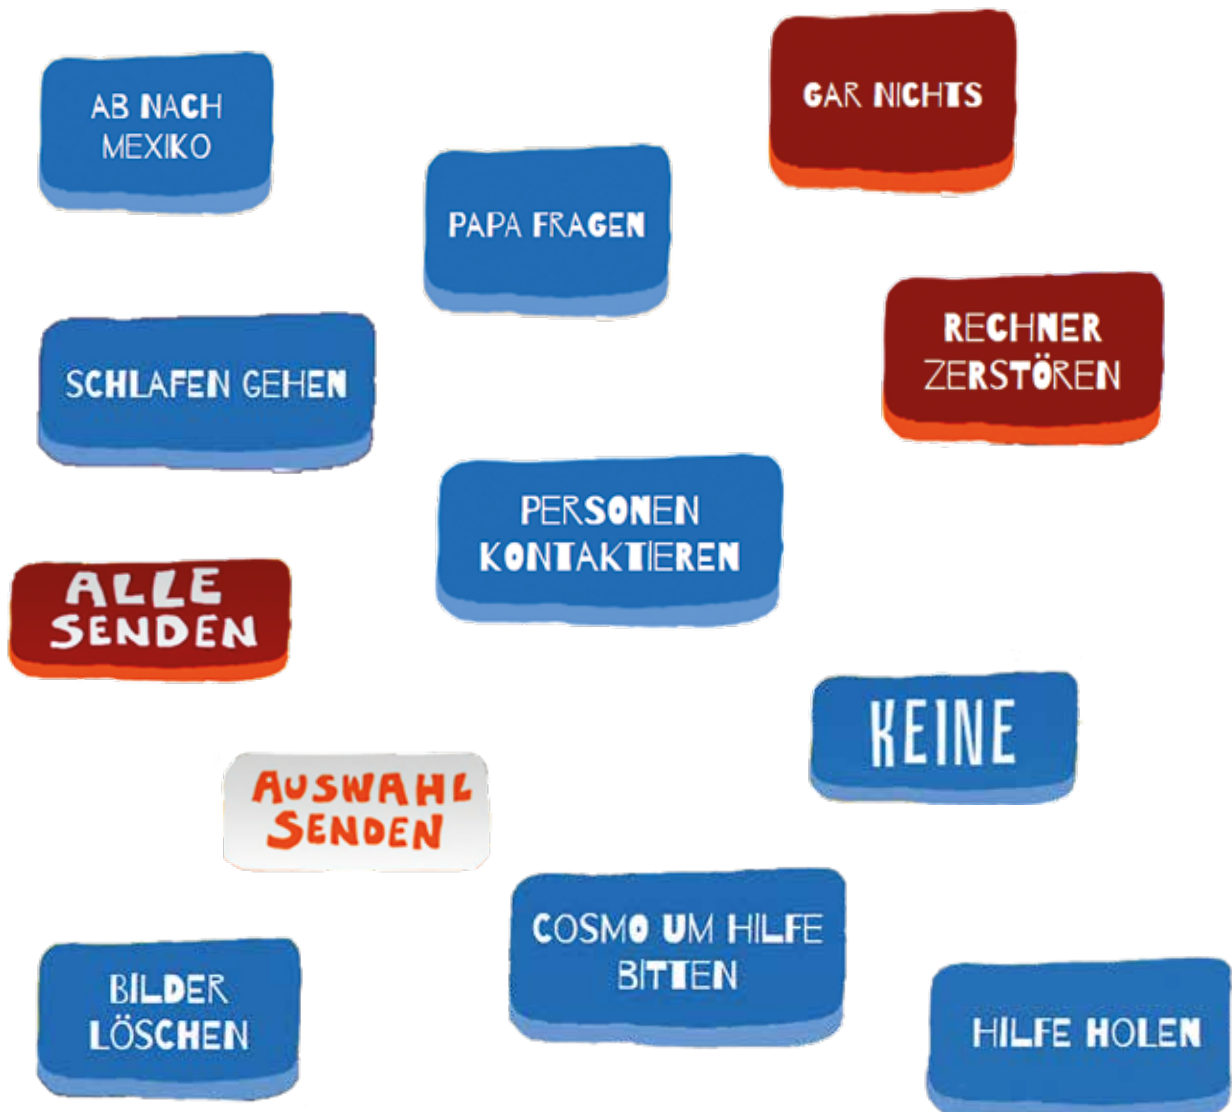 AB NACH
MEXIKO
GAR NICHTS
PAPA FRAGEN
SCHLAFEN GEHEN
RECHNER
ZERSTÖREN
PERSONEN
KONTAKTIEREN
ALLE
SENDEN
KEINE
AUSWAHL
SENDEN
COSMO UM HILFE
BITTEN
BILDER
LÖSCHEN
HILFE HOLEN